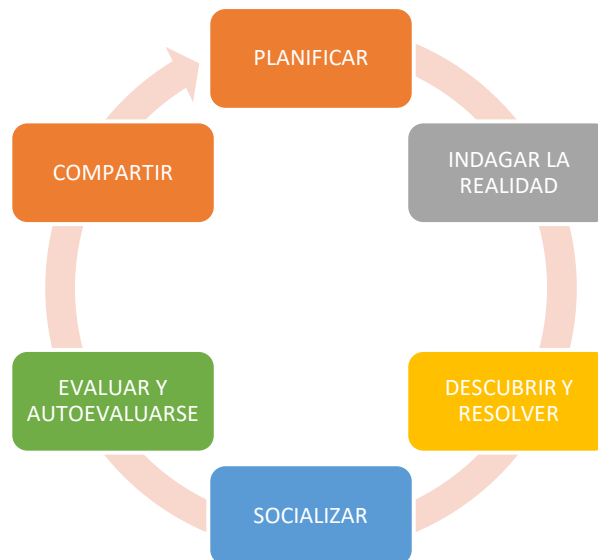 PLANIFICAR
INDAGAR LA
REALIDAD
DESCUBRIR Y
RESOLVER
SOCIALIZAR
EVALUAR Y
AUTOEVALUARSE
COMPARTIR